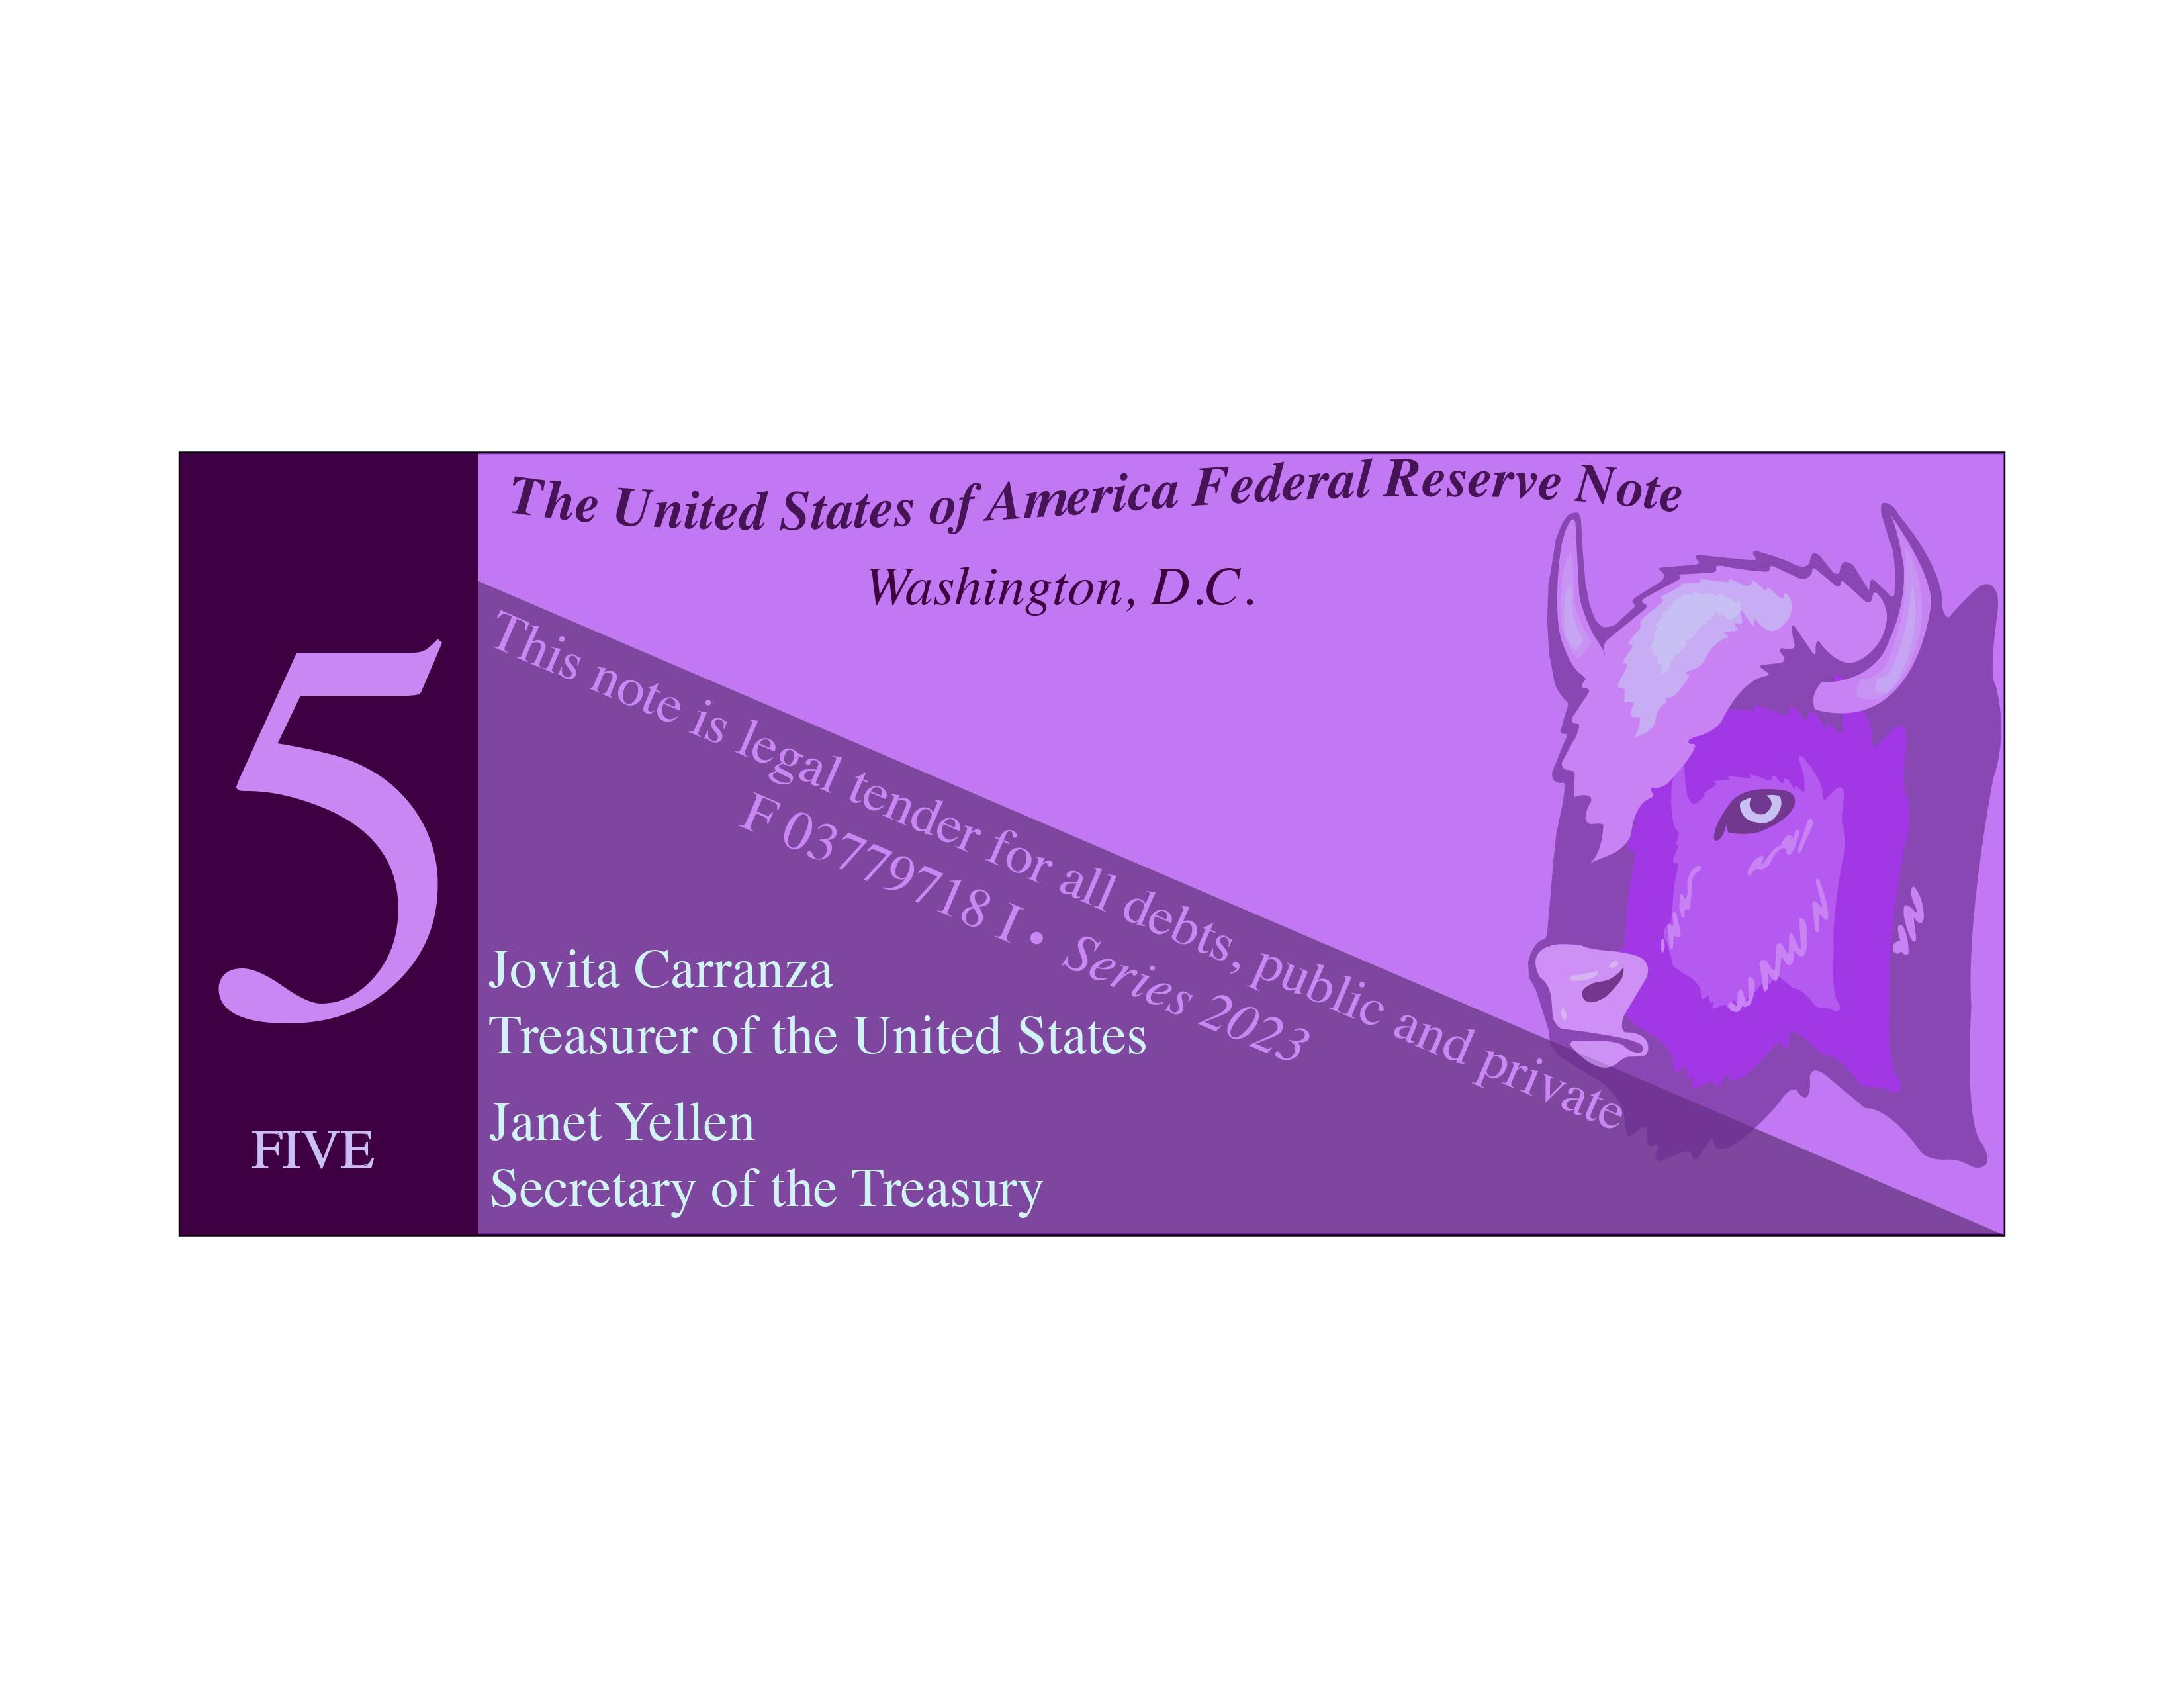 The United States of America Federal Reserve Note
Washington, D.C.
5
FIVE
This note is legal tender for all debts, public and private
F 037797181 I • Series 2023
Jovita Carranza
Treasurer of the United States
Janet Yellen
Secretary of the Treasury